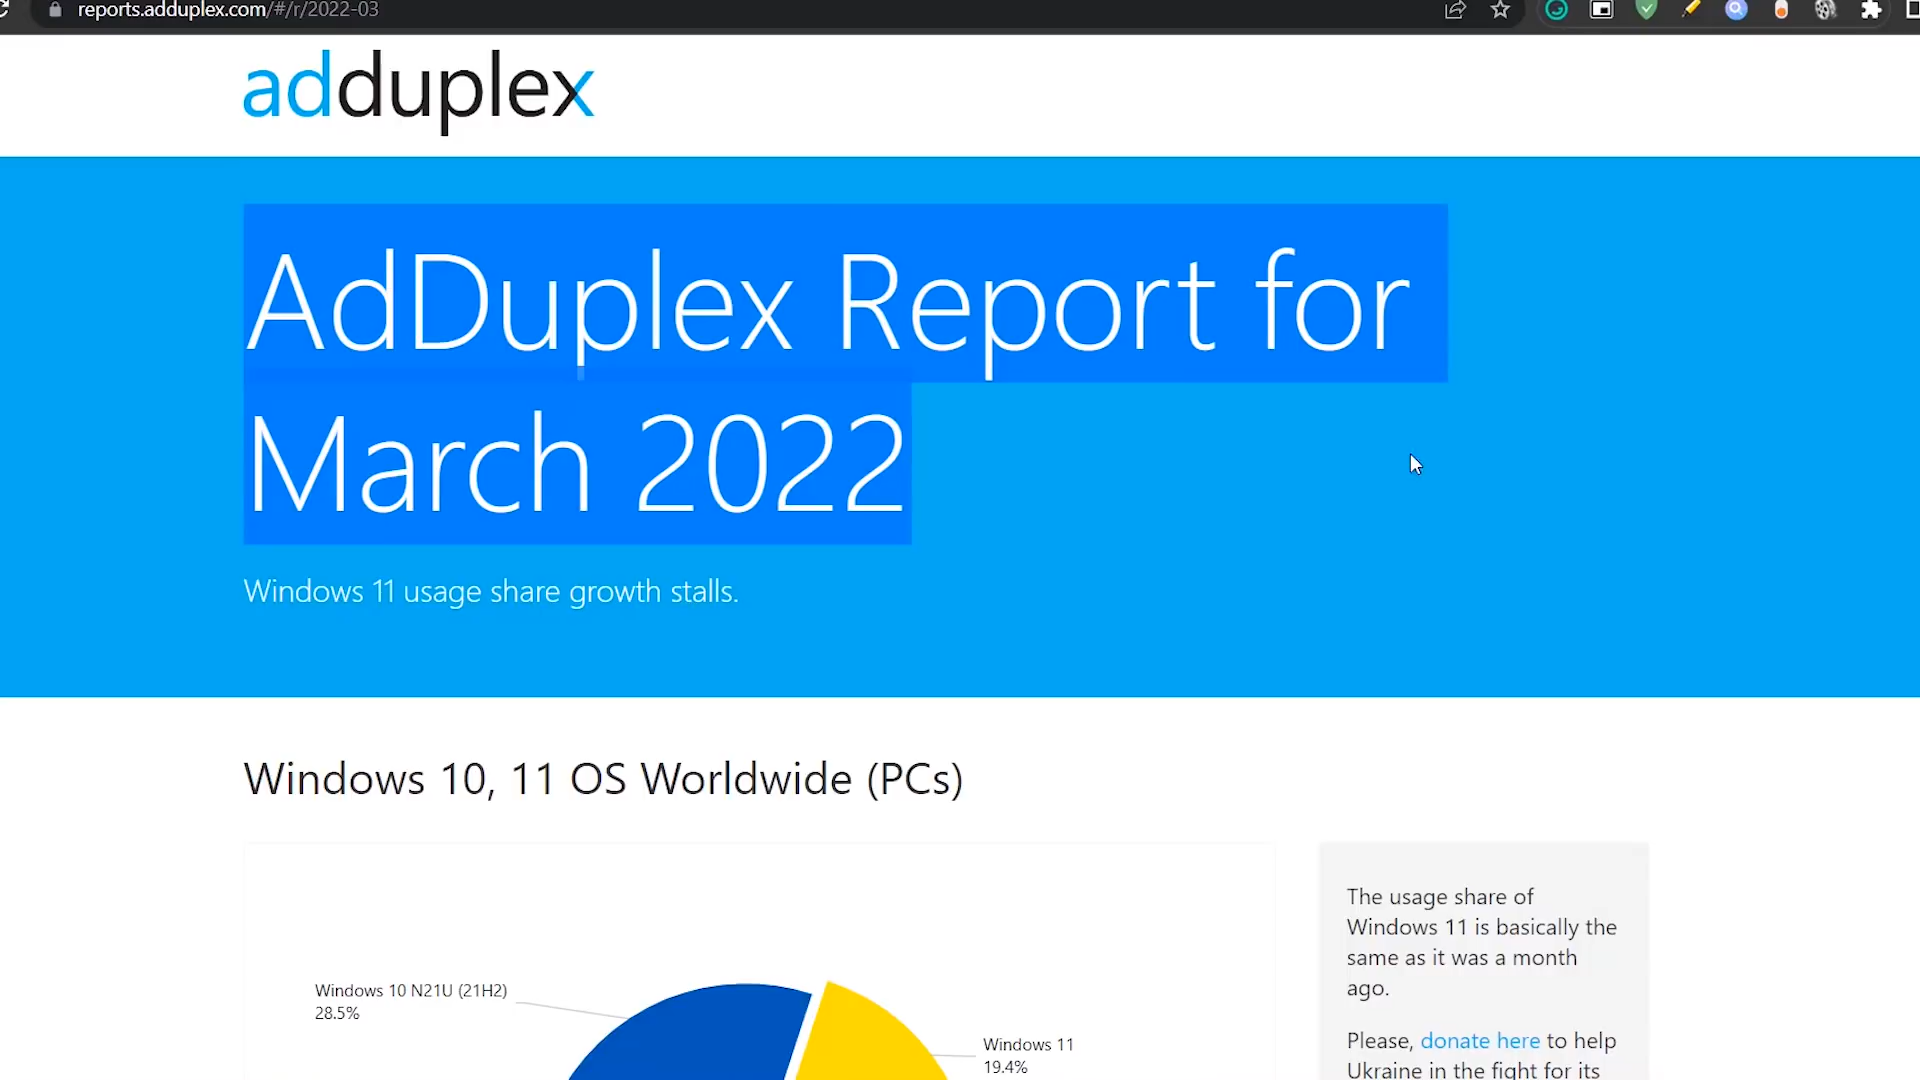 reports.adduplex.com/#/r/2022-03
adduplex
AdDuplex Report for
March 2022
Windows 11 usage share growth stalls.
Windows 10, 11 OS Worldwide (PCs)
Windows 10 N21U (21H2)
28.5%
Windows 11
19.4%
The usage share of
Windows 11 is basically the
same as it was a month
ago.
Please, donate here to help
Ukraine in the fight for its